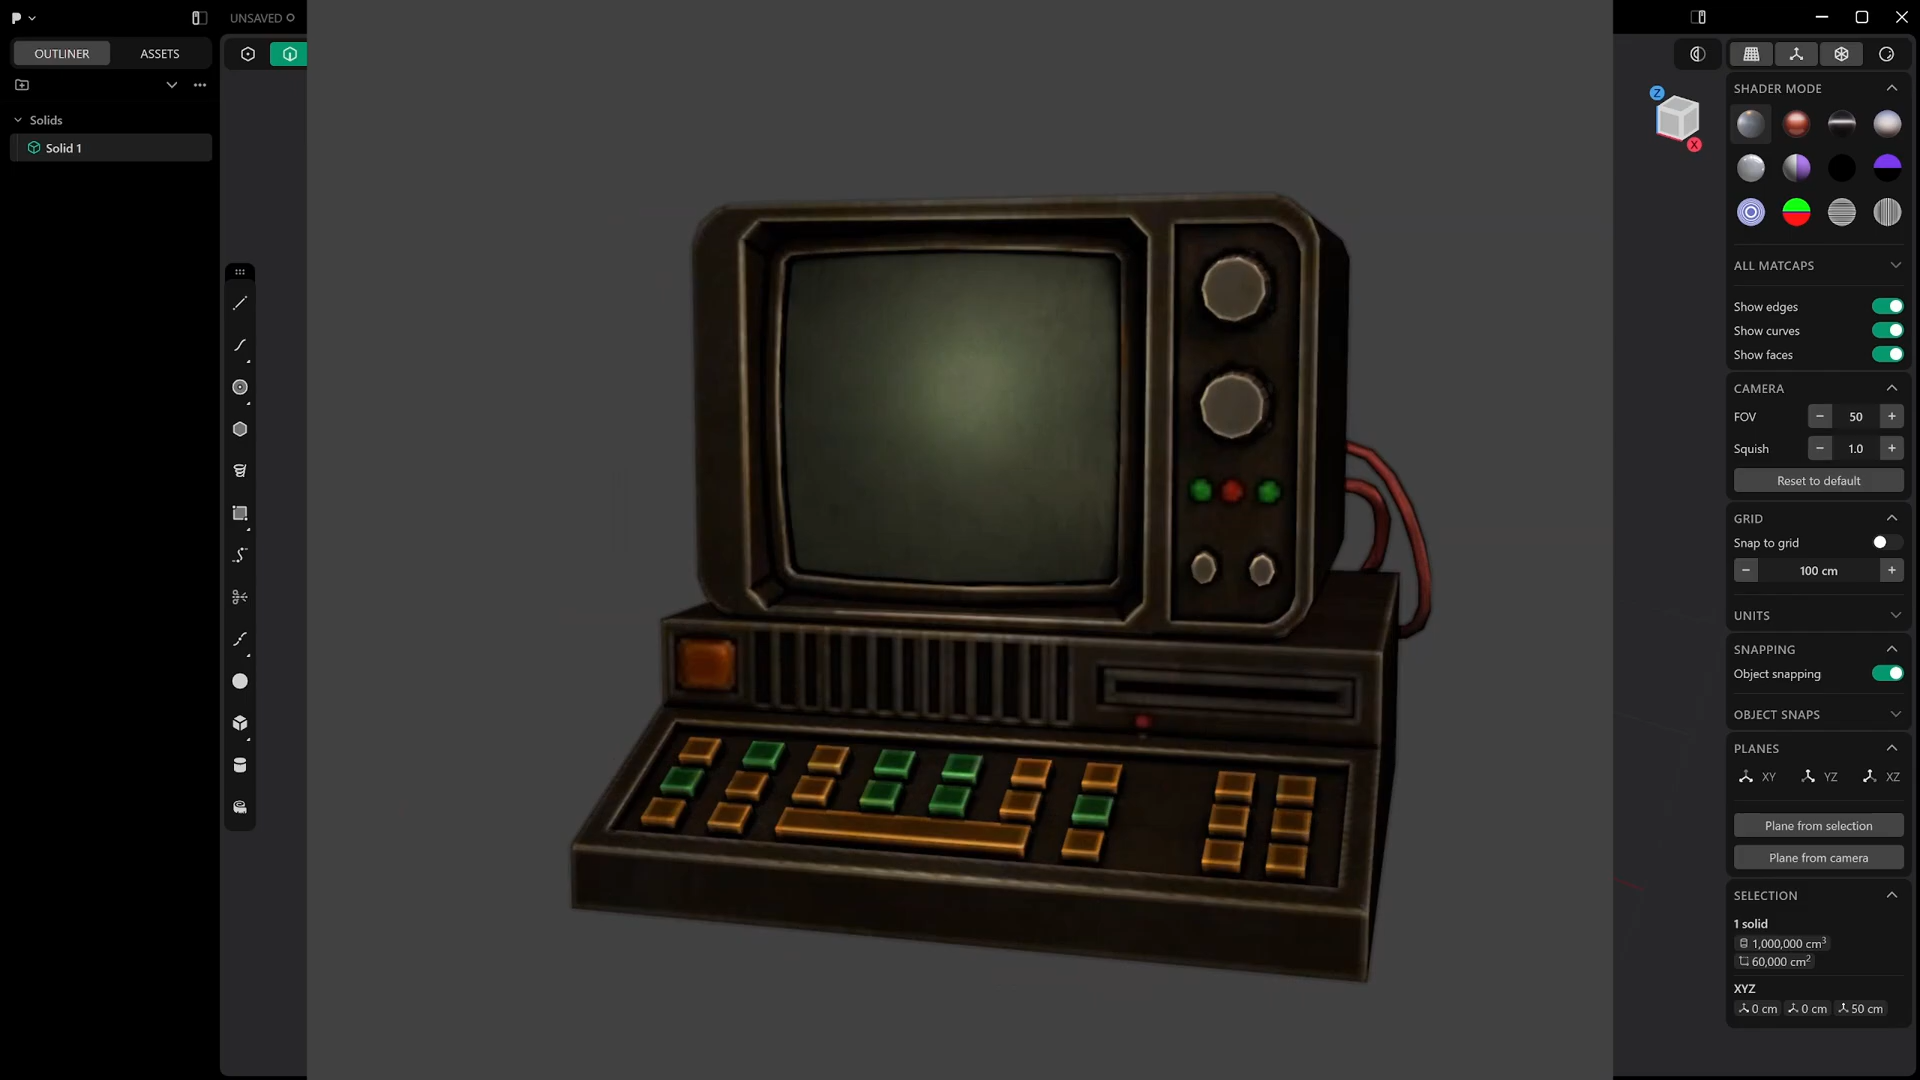 UNSAVED
OUTLINER
ASSETS
Solids
Solid 1
Z
X
SHADER MODE
ALL MATCAPS
Show edges
Show curves
Show faces
CAMERA
FOV
50
Squish
1.0
Reset to default
GRID
Snap to grid
100 cm
UNITS
SNAPPING
Object snapping
OBJECT SNAPS
PLANES
XY
YZ
XZ
Plane from selection
Plane from camera
SELECTION
1 solid
1,000,000 cm³
60,000 cm²
XYZ
0 cm
0 cm
50 cm